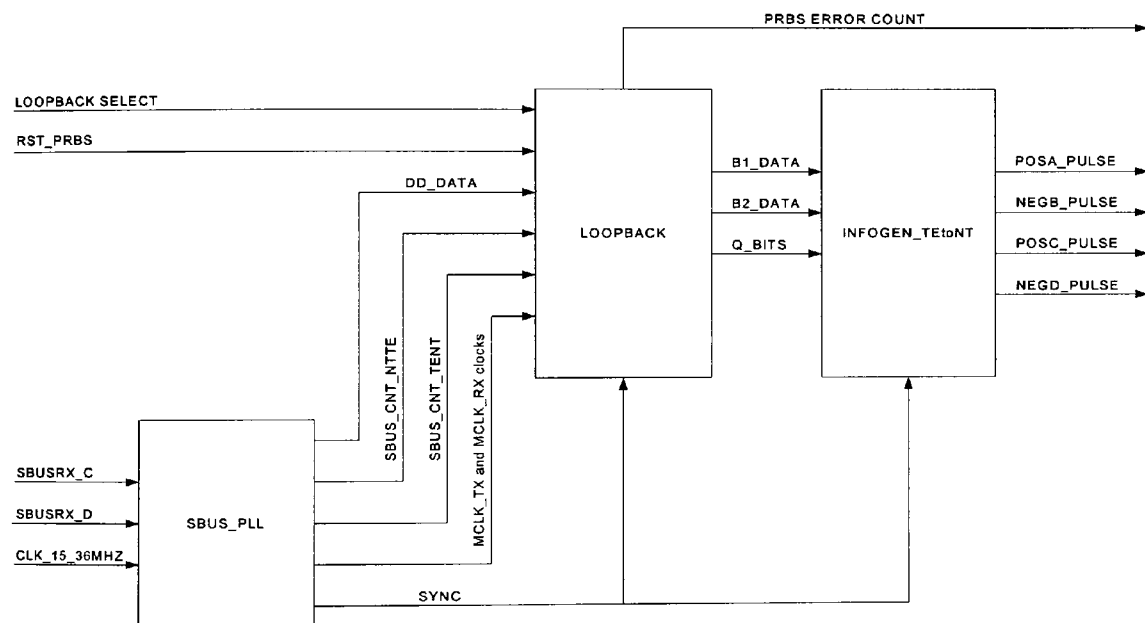 PRBS ERROR COUNT
LOOPBACK SELECT
RST_PRBS
DD_DATA
B1_DATA
B2_DATA
Q_BITS
LOOPBACK
INFOGEN_TEtoNT
POSA_PULSE
NEGB_PULSE
POSC_PULSE
NEGD_PULSE
SBUS_CNT_NTTE
SBUS_CNT_TENT
MCLK_TX and MCLK_RX clocks
SBUSRX_C
SBUSRX_D
CLK_15_36MHZ
SBUS_PLL
SYNC